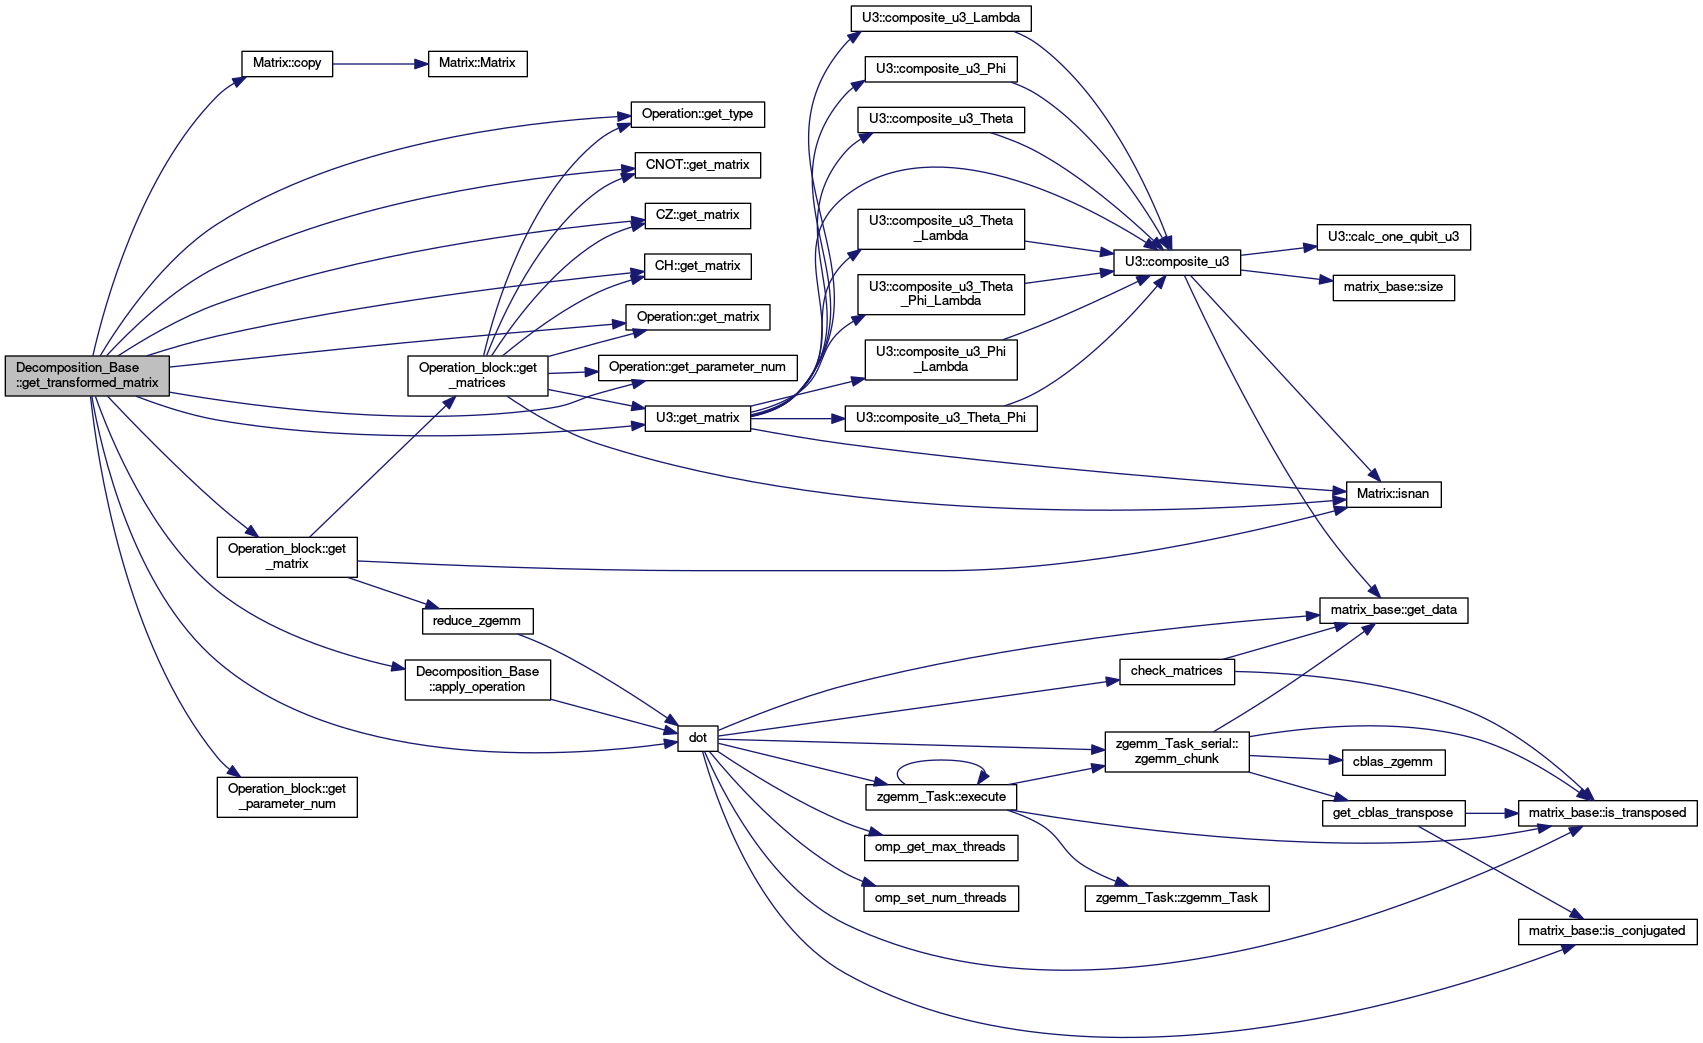 Decomposition_Base
::get_transformed_matrix
Matrix::copy
Matrix::Matrix
Operation::get_type
CNOT::get_matrix
CZ::get_matrix
CH::get_matrix
Operation::get_matrix
Operation::get_parameter_num
Operation_block::get
_matrices
U3::get_matrix
U3::composite_u3_Lambda
U3::composite_u3_Phi
U3::composite_u3_Theta
U3::composite_u3_Theta
_Lambda
U3::composite_u3_Theta
_Phi_Lambda
U3::composite_u3_Phi
_Lambda
U3::composite_u3_Theta_Phi
U3::composite_u3
U3::calc_one_qubit_u3
matrix_base::size
Matrix::isnan
Operation_block::get
_matrix
reduce_zgemm
Decomposition_Base
::apply_operation
Operation_block::get
_parameter_num
dot
matrix_base::get_data
check_matrices
zgemm_Task_serial::
zgemm_chunk
cblas_zgemm
zgemm_Task::execute
get_cblas_transpose
matrix_base::is_transposed
omp_get_max_threads
omp_set_num_threads
zgemm_Task::zgemm_Task
matrix_base::is_conjugated